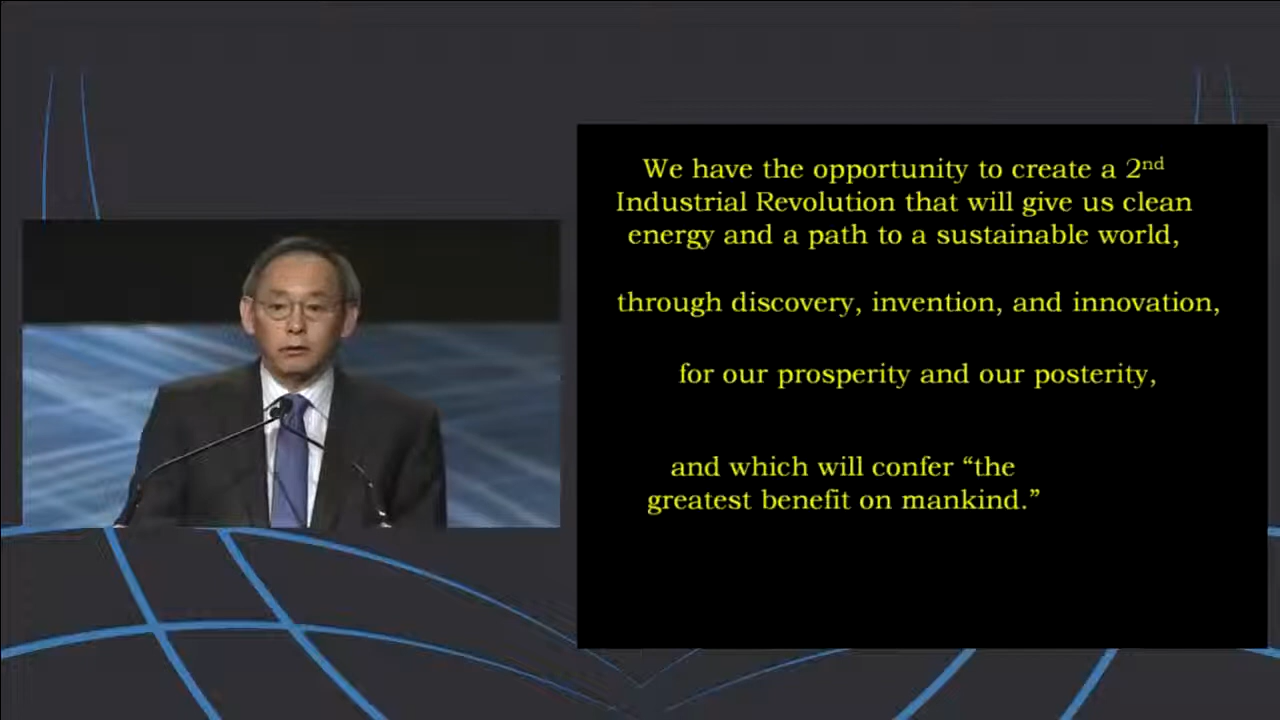 We have the opportunity to create a 2nd
Industrial Revolution that will give us clean
energy and a path to a sustainable world,
through discovery, invention, and innovation,
for our prosperity and our posterity,
and which will confer “the
greatest benefit on mankind.”